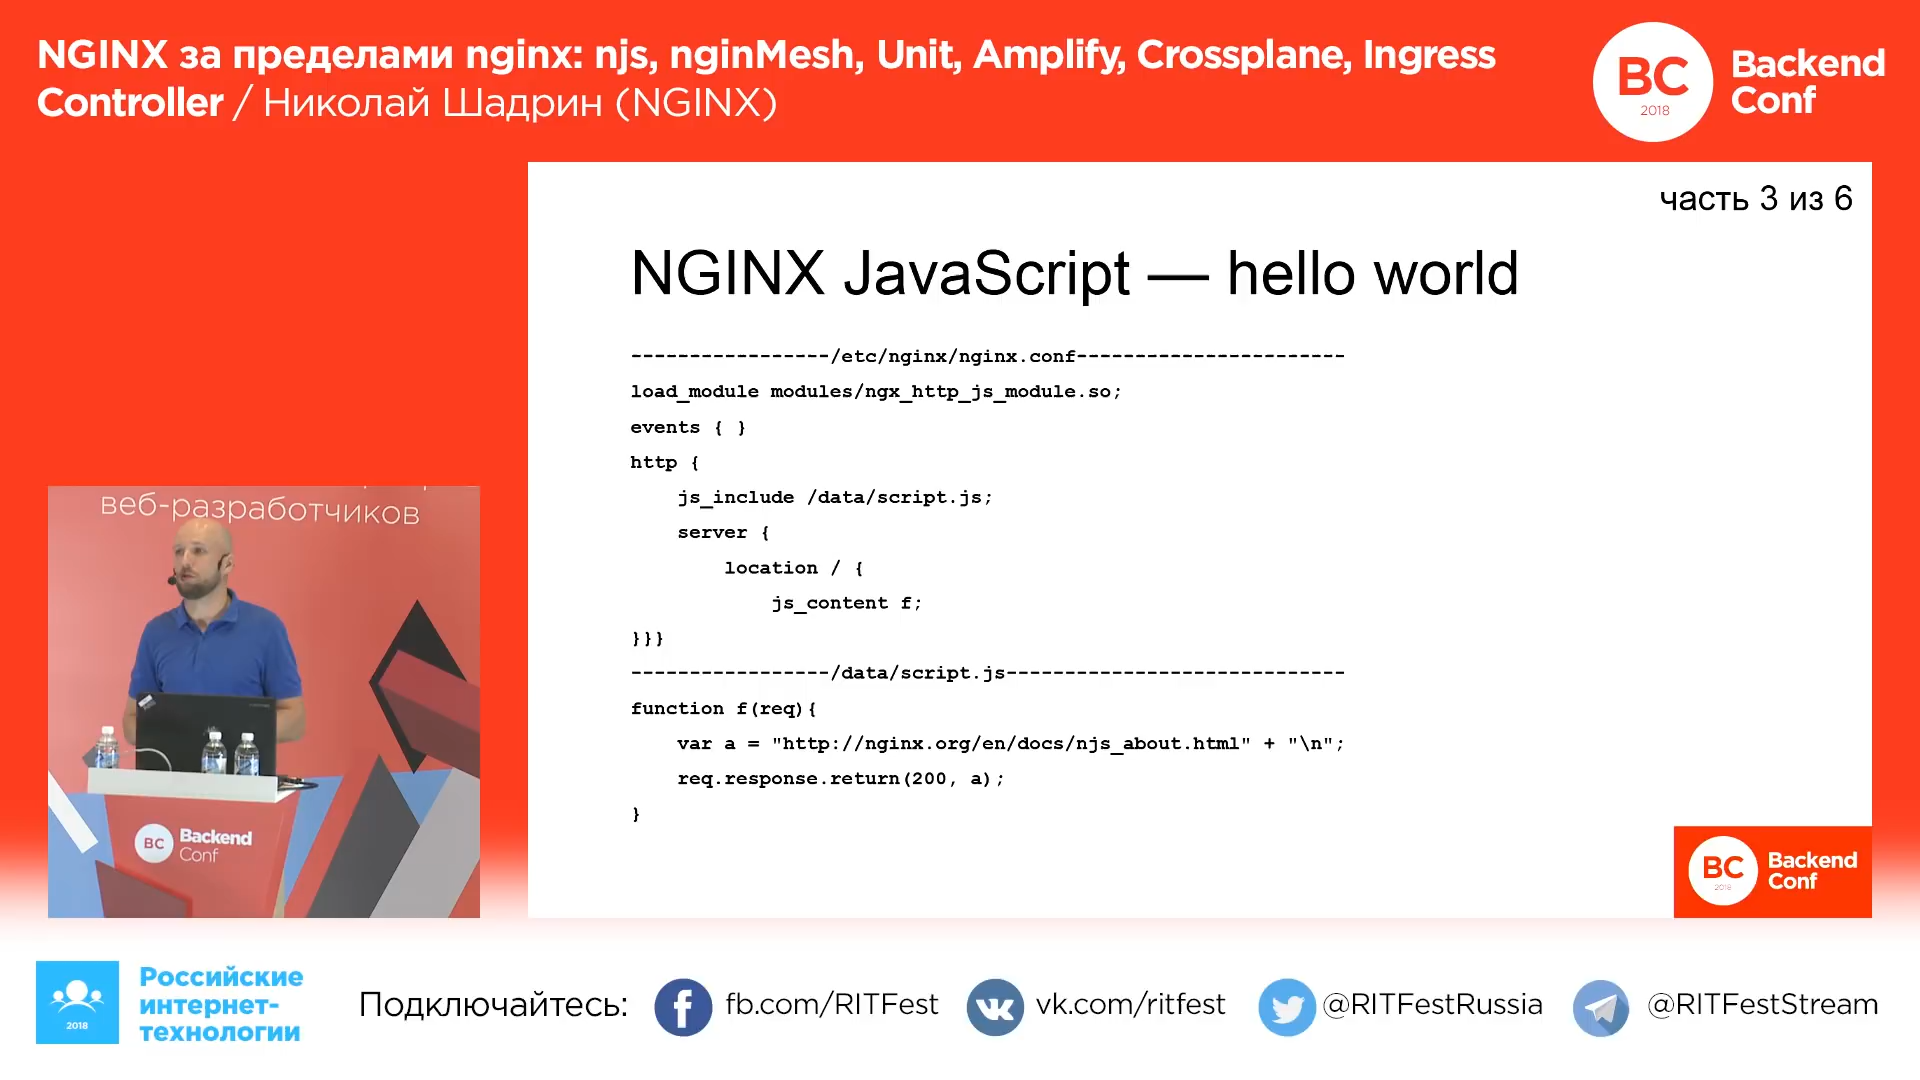 NGINX за пределами nginx: njs, nginMesh, Unit, Amplify, Crossplane, Ingress
Controller / Николай Шадрин (NGINX)
BC
2018
Backend
Conf
часть 3 из 6
NGINX JavaScript — hello world
-----------------/etc/nginx/nginx.conf-----------------------
load_module modules/ngx_http_js_module.so;
events { }
http {
js_include /data/script.js;
server {
location / {
js_content f;
}}}
-----------------/data/script.js-----------------------------
function f(req){
var a = "http://nginx.org/en/docs/njs_about.html" + "\n";
req.response.return(200, a);
}
BC
2018
Backend
Conf
веб-разработчиков
BC
Backend
Conf
2018
Российские
интернет-
технологии
Подключайтесь:
fb.com/RITFest
vk.com/ritfest
@RITFestRussia
@RITFestStream